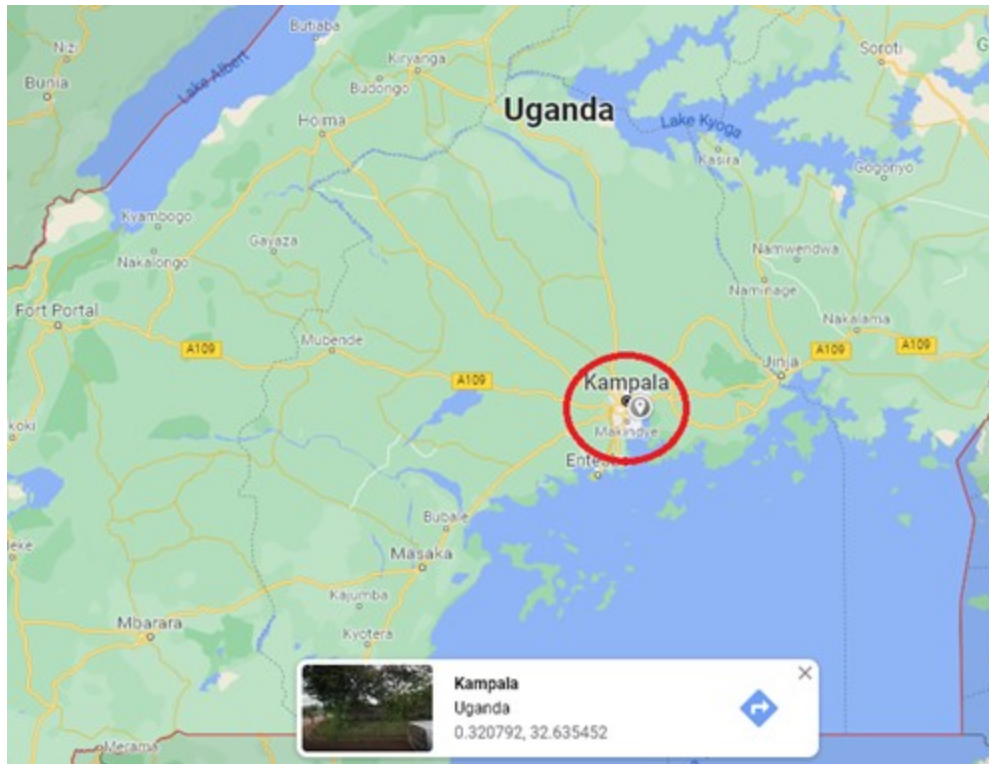 Butiaba
Nizi
Kiryanga
Soroti
Bunia
Lake Albert
Budongo
Uganda
Hoima
Lake Kyoga
Kasira
Gogonyo
Kyambogo
Gayaza
Namwendwa
Nakalongo
Naminage
Fort Portal
Nakalama
Mubende
A109
A109
A109
Jinja
A109
Kampala
Makindye
Bubale
Masaka
Kajumba
Mbarara
Kyotera
Kampala
Uganda
0.320792, 32.635452
Merama